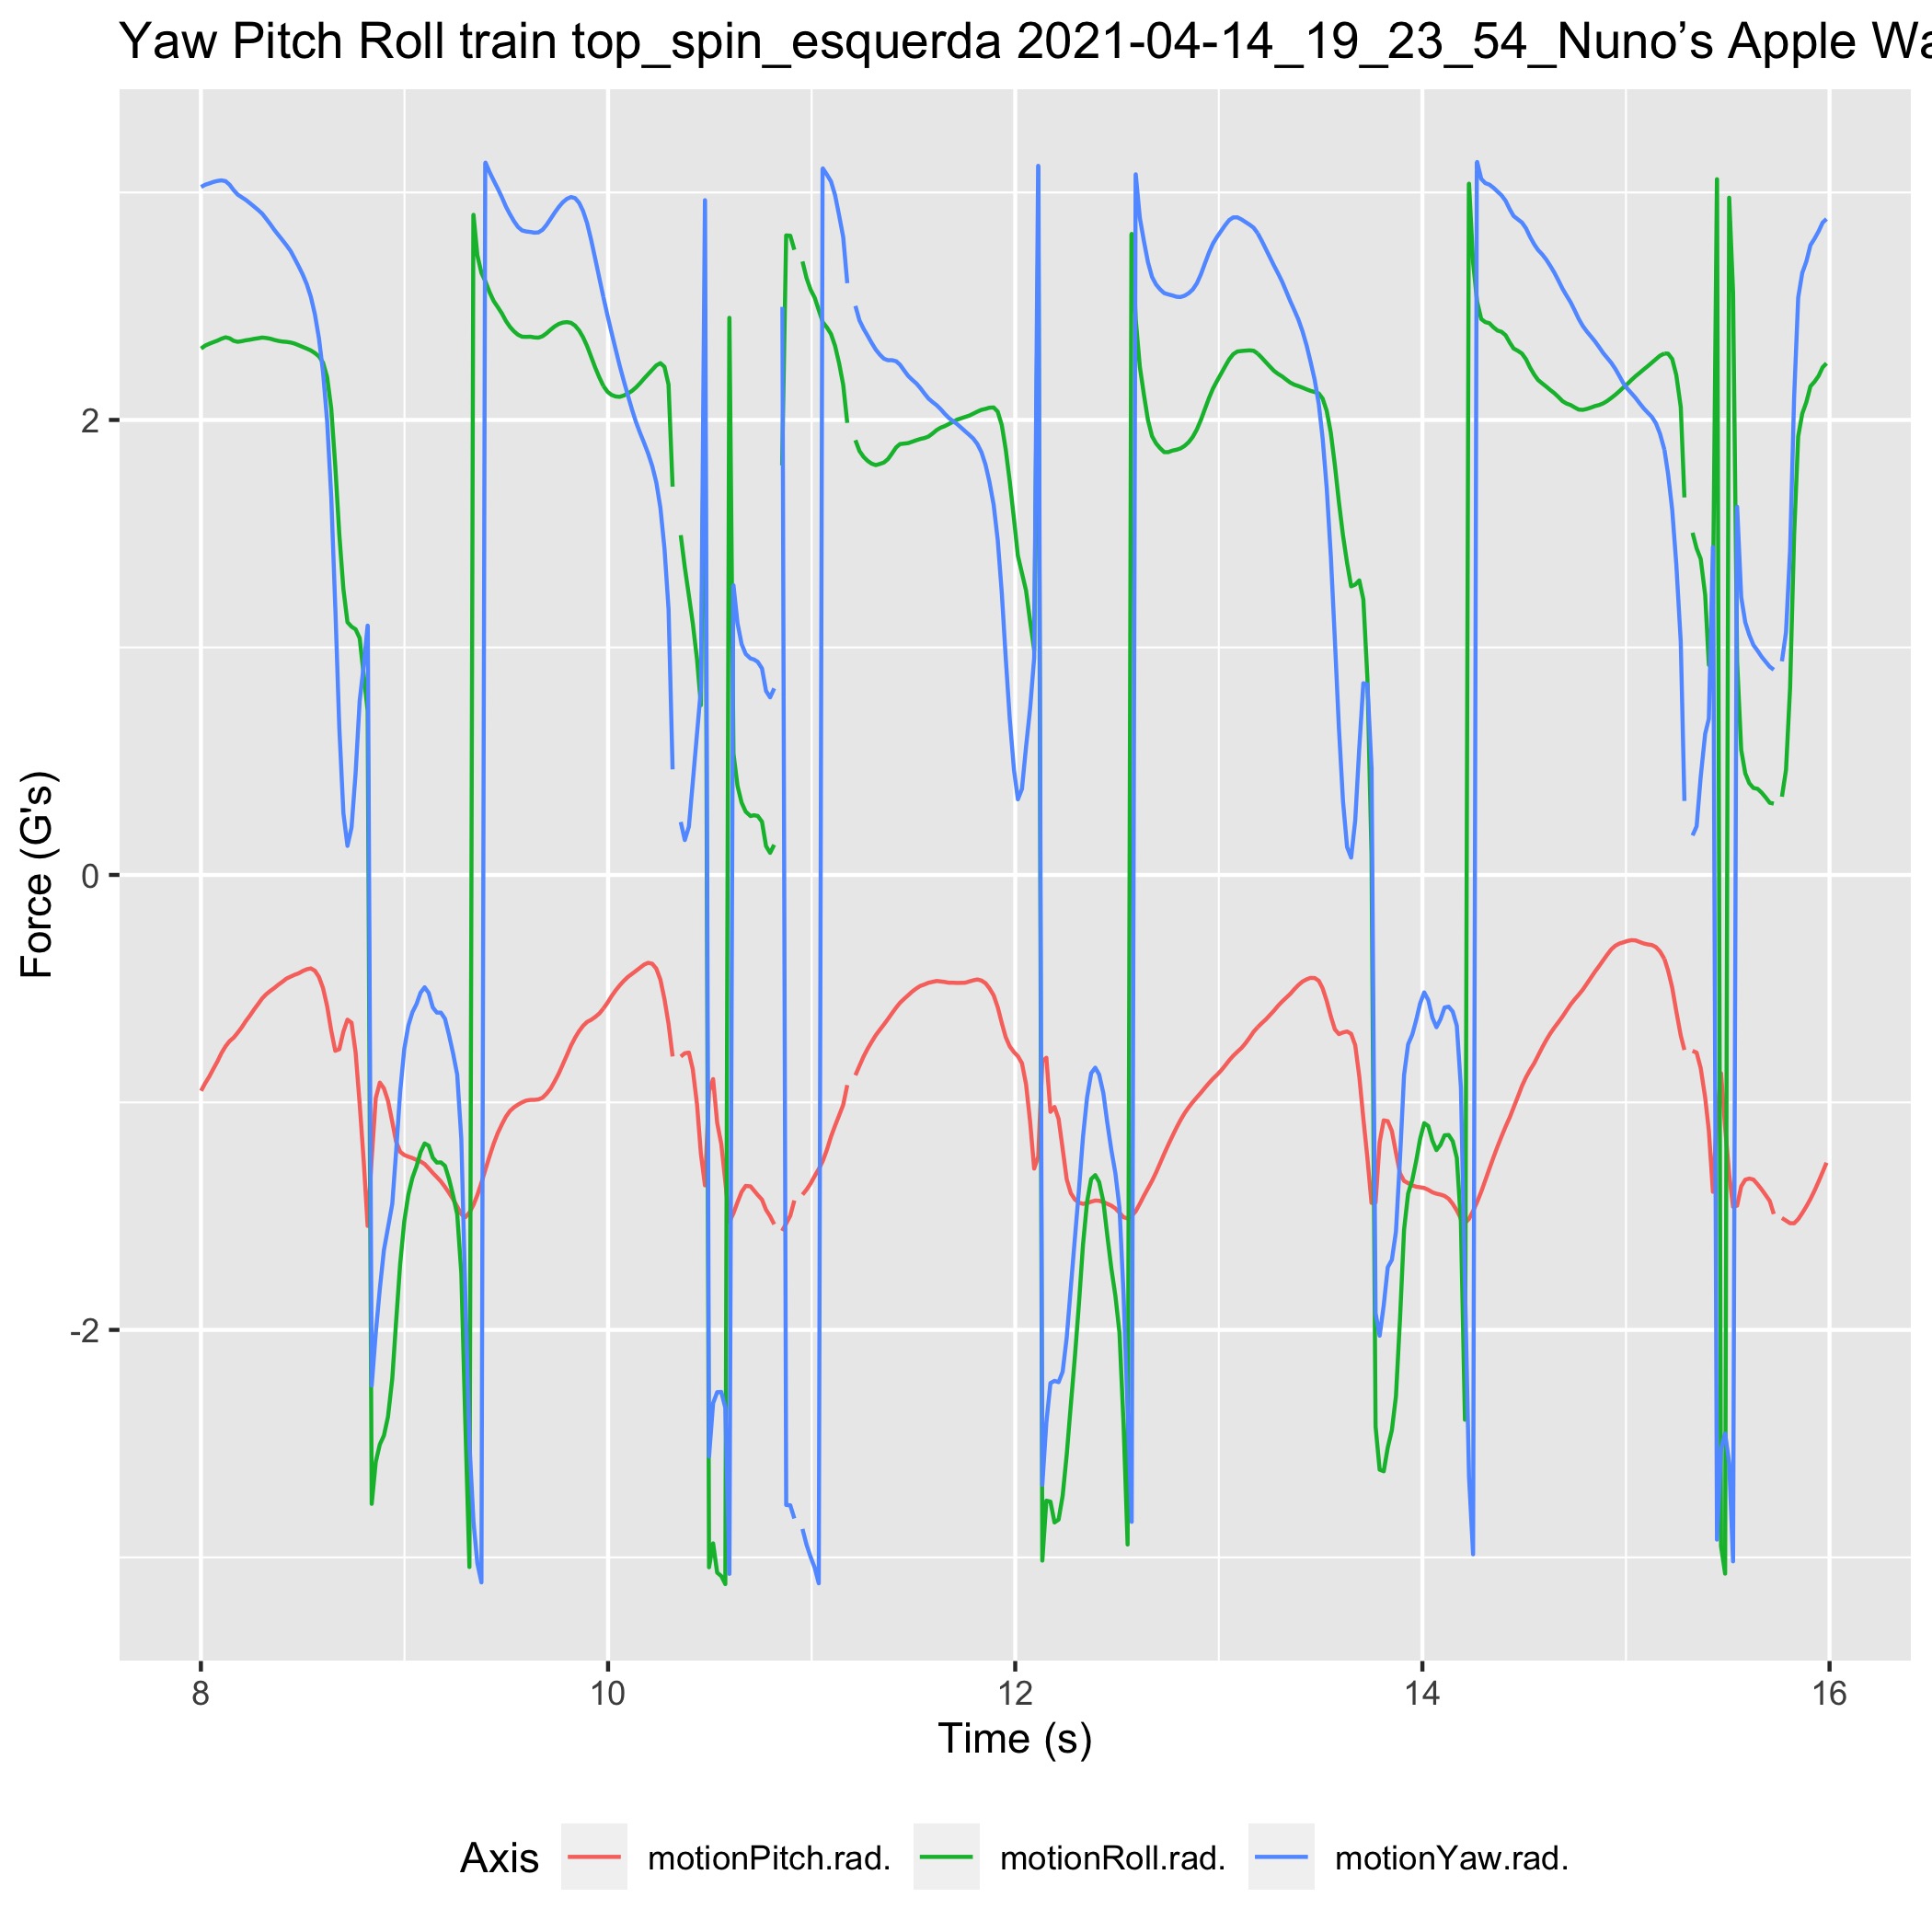 Yaw Pitch Roll train top_spin_esquerda 2021-04-14_19_23_54_Nuno’s Apple
Force (G's)
2
0
-2
8 10 12 14 16
Time (s)
Axis motionPitch.rad. motionRoll.rad. motionYaw.rad.